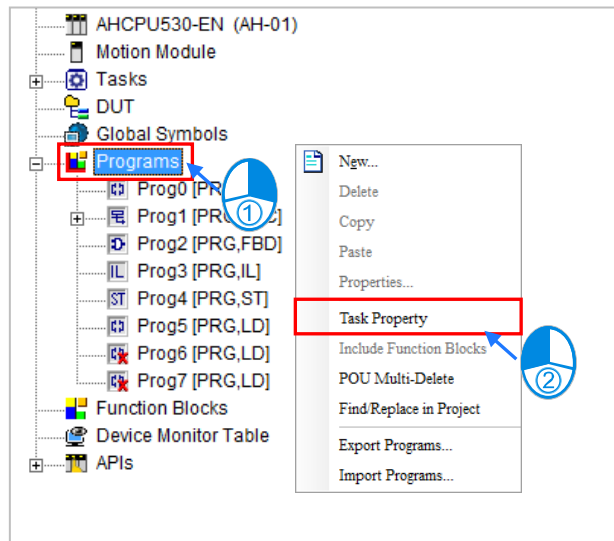 AHCPU530-EN (AH-01)
Motion Module
Tasks
DUT
Global Symbols
Programs
Prog0 [PR
Prog1 [PR C]
Prog2 [PRG,FBD]
Prog3 [PRG,IL]
Prog4 [PRG,ST]
Prog5 [PRG,LD]
Prog6 [PRG,LD]
Prog7 [PRG,LD]
Function Blocks
Device Monitor Table
APIs
New...
Delete
Copy
Paste
Properties...
Task Property
Include Function Blocks
POU Multi-Delete
Find/Replace in Project
Export Programs...
Import Programs...
IL
ST
①
②